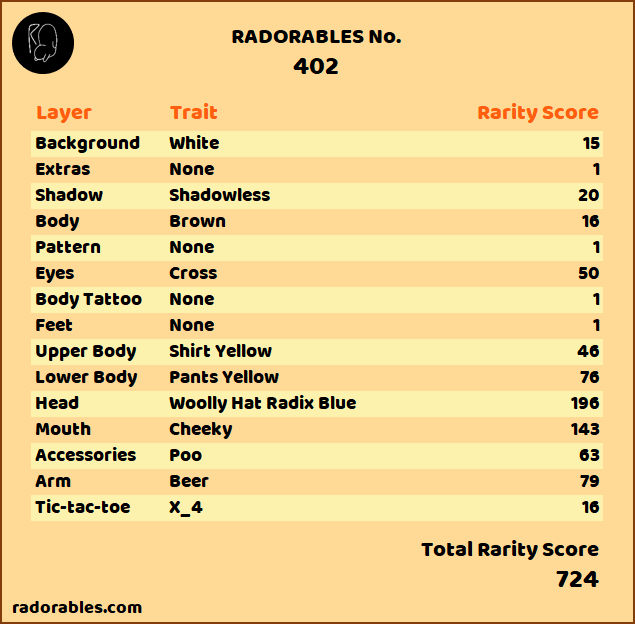 RADORABLES No.
402
Layer Trait Rarity Score
Background White 15
Extras None 1
Shadow Shadowless 20
Body Brown 16
Pattern None 1
Eyes Cross 50
Body Tattoo None 1
Feet None 1
Upper Body Shirt Yellow 46
Lower Body Pants Yellow 76
Head Woolly Hat Radix Blue 196
Mouth Cheeky 143
Accessories Poo 63
Arm Beer 79
Tic-tac-toe X_4 16
Total Rarity Score
724
radorables.com